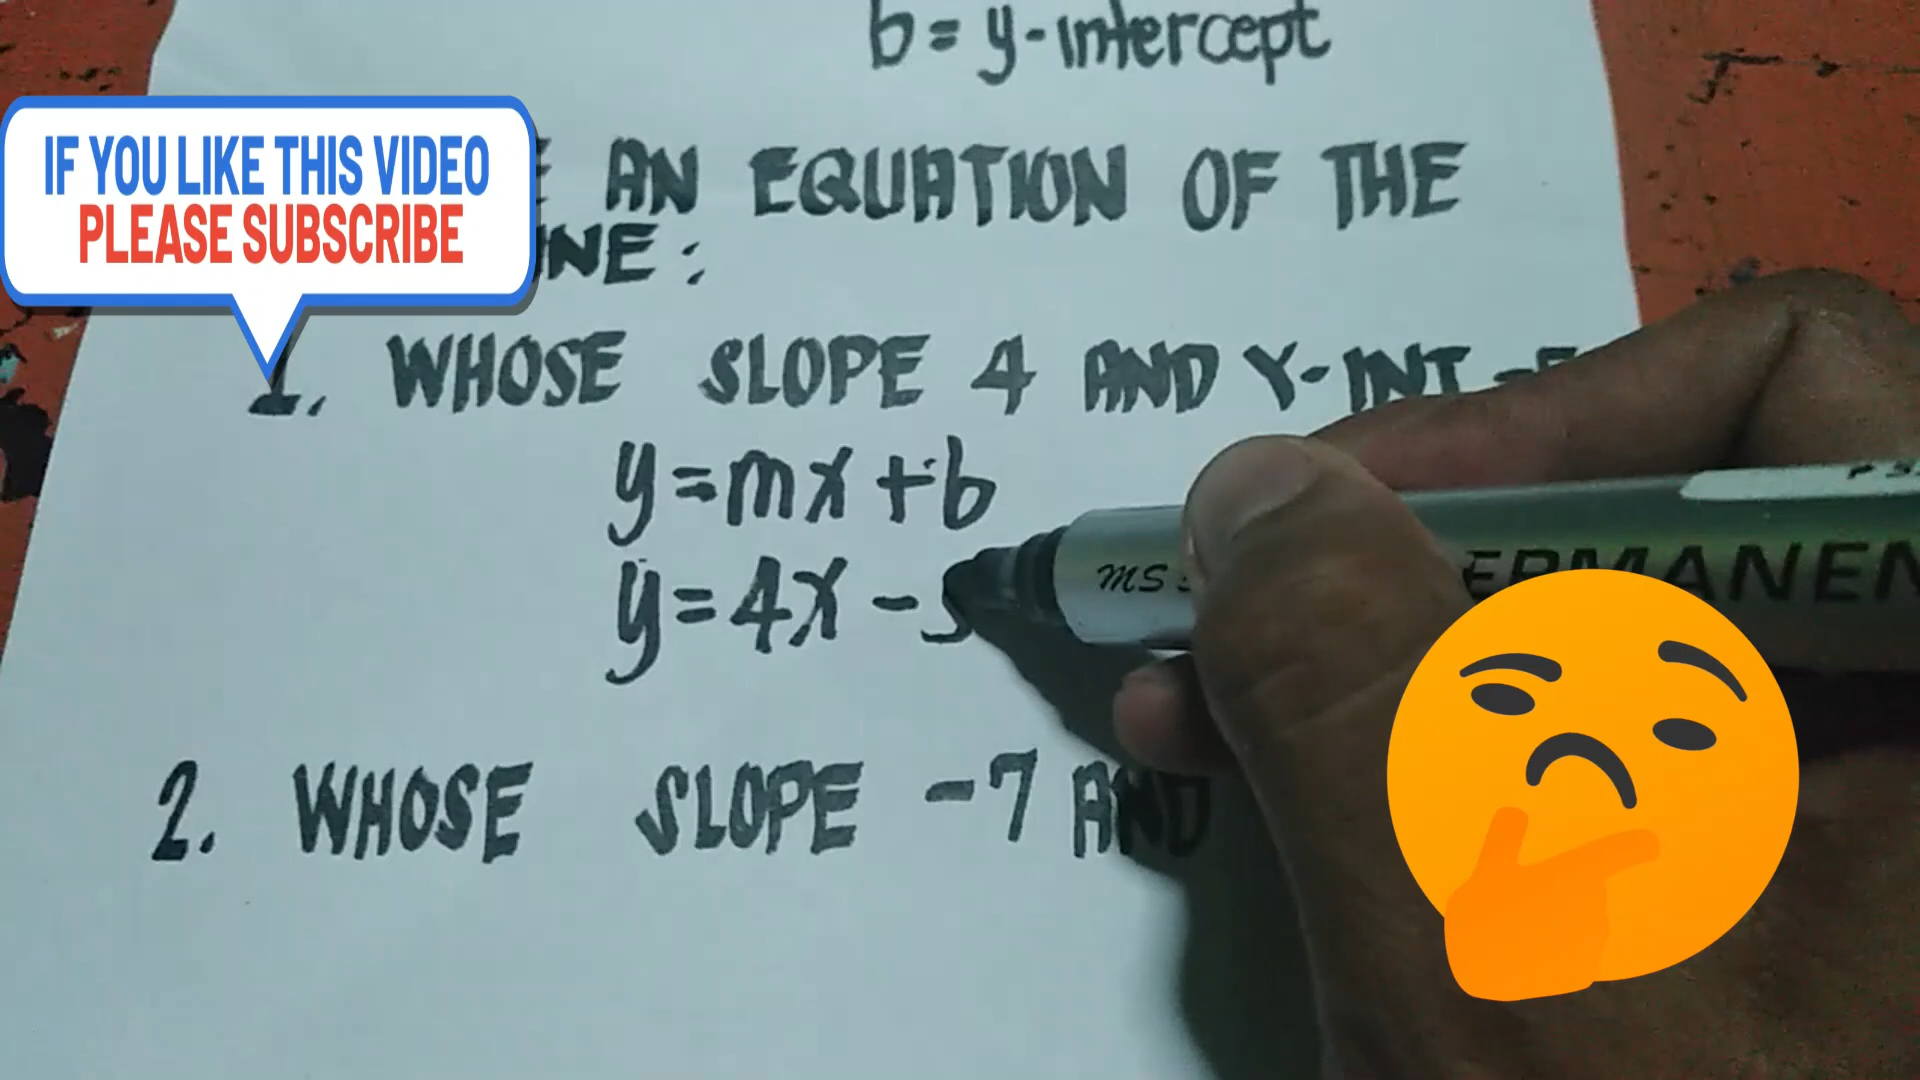 b = y-intercept
IF YOU LIKE THIS VIDEO
PLEASE SUBSCRIBE
AN EQUATION OF THE
1. WHOSE SLOPE 4 AND Y-INT
y = mx + b
y = 4x -
2. WHOSE SLOPE -7 AND
MS